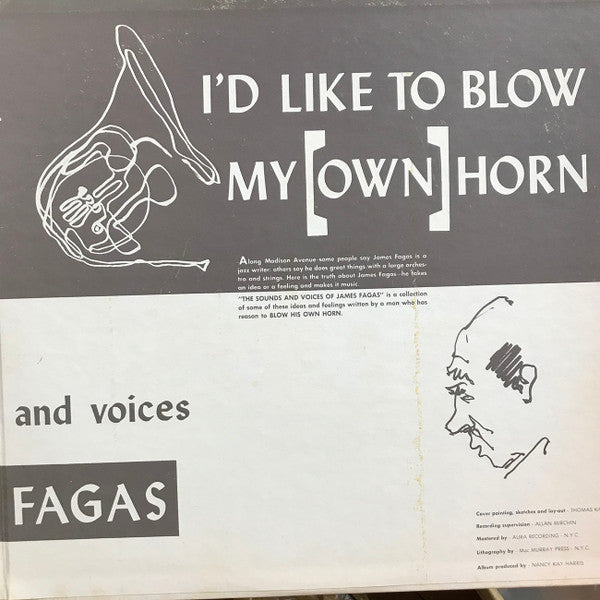 I'D LIKE TO BLOW
MY [OWN] HORN
Along Madison Avenue some people say James Fagas is a
jazz writer: others say he does great things with a large orches-
tra and strings. Here is the truth about James Fagas—he takes
an idea or a feeling and makes it music.
"THE SOUNDS AND VOICES OF JAMES FAGAS" is a collection
of some of these ideas and feelings written by a man who has
reason to BLOW HIS OWN HORN.
and voices
FAGAS
Cover painting, sketches and lay-out - THOMAS
Recording supervision - ALLAN MIRCHIN
Mastered by - AURA RECORDING - N.Y.C.
Lithography by - Mac MURRAY PRESS - N.Y.C.
Album produced by - NANCY KAY HARRIS